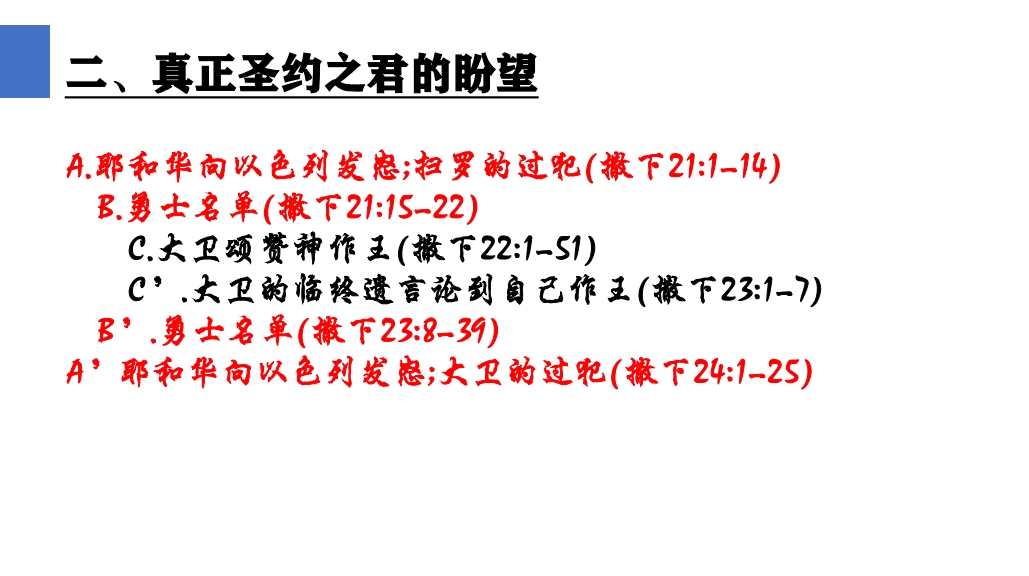 二、真正圣约之君的盼望
A.耶和华向以色列发怒;扫罗的过犯(撒下21:1-14)
B.勇士名单(撒下21:15-22)
C.大卫颂赞神作王(撒下22:1-51)
C’.大卫的临终遗言论到自己作王(撒下23:1-7)
B’.勇士名单(撒下23:8-39)
A’耶和华向以色列发怒;大卫的过犯(撒下24:1-25)